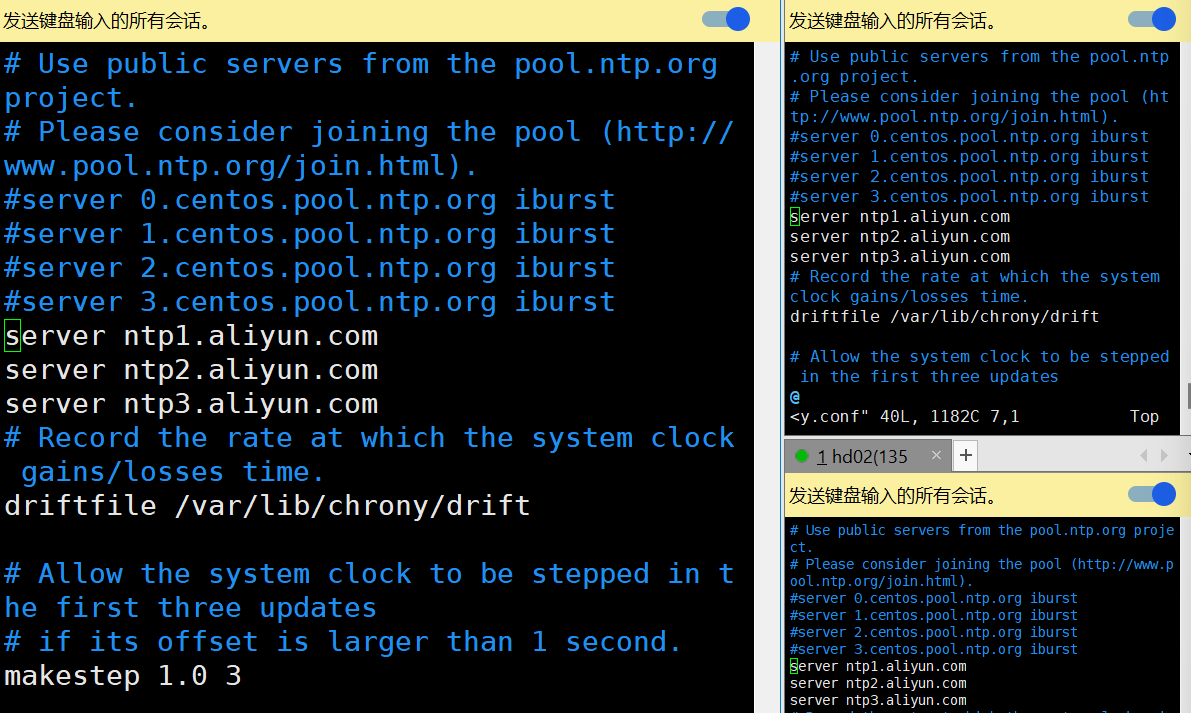 发送键盘输入的所有会话。
# Use public servers from the pool.ntp.org
project.
# Please consider joining the pool (http://
www.pool.ntp.org/join.html).
#server 0.centos.pool.ntp.org iburst
#server 1.centos.pool.ntp.org iburst
#server 2.centos.pool.ntp.org iburst
#server 3.centos.pool.ntp.org iburst
server ntp1.aliyun.com
server ntp2.aliyun.com
server ntp3.aliyun.com
# Record the rate at which the system clock
 gains/losses time.
driftfile /var/lib/chrony/drift
# Allow the system clock to be stepped in t
he first three updates
# if its offset is larger than 1 second.
makestep 1.0 3
发送键盘输入的所有会话。
# Use public servers from the pool.ntp
.org project.
# Please consider joining the pool (ht
tp://www.pool.ntp.org/join.html).
#server 0.centos.pool.ntp.org iburst
#server 1.centos.pool.ntp.org iburst
#server 2.centos.pool.ntp.org iburst
#server 3.centos.pool.ntp.org iburst
server ntp1.aliyun.com
server ntp2.aliyun.com
server ntp3.aliyun.com
# Record the rate at which the system
clock gains/losses time.
driftfile /var/lib/chrony/drift
# Allow the system clock to be stepped
 in the first three updates
@
<y.conf" 40L, 1182C 7,1 Top
1 hd02(135 × +
发送键盘输入的所有会话。
# Use public servers from the pool.ntp.org proje
ct.
# Please consider joining the pool (http://www.p
ool.ntp.org/join.html).
#server 0.centos.pool.ntp.org iburst
#server 1.centos.pool.ntp.org iburst
#server 2.centos.pool.ntp.org iburst
#server 3.centos.pool.ntp.org iburst
server ntp1.aliyun.com
server ntp2.aliyun.com
server ntp3.aliyun.com